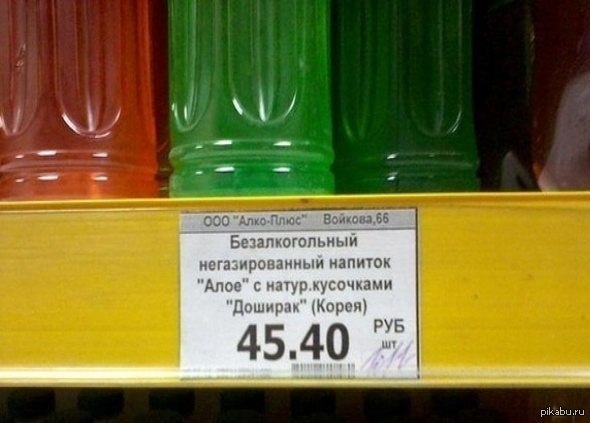 ООО "Алко-Плюс" Войкова,66
Безалкогольный
негазированный напиток
"Алое" с натур.кусочками
"Доширак" (Корея)
45.40 РУБ
шт
pikabu.ru